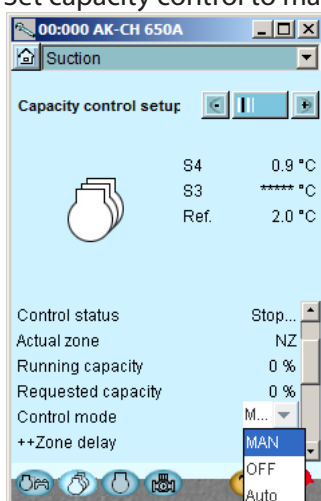 Set capacity control to ma
00:000 AK-CH 650A
Suction
Capacity control setup
S4 0.9 °C
S3 ***** °C
Ref. 2.0 °C
Control status Stop...
Actual zone NZ
Running capacity 0 %
Requested capacity 0 %
Control mode M...
++Zone delay
MAN
OFF
Auto